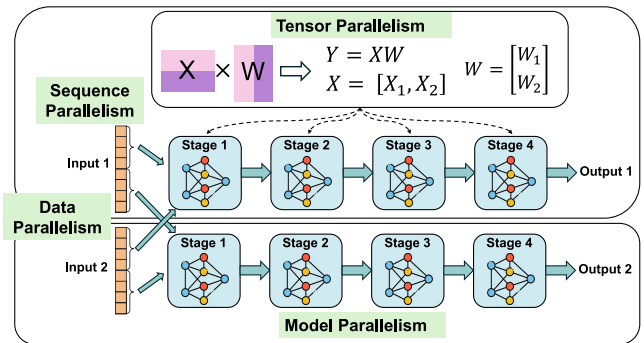 Tensor Parallelism
X × W
Y = XW
X = [X₁, X₂]
W = [W₁
W₂]
Sequence
Parallelism
Input 1
Stage 1
Stage 2
Stage 3
Stage 4
Output 1
Data
Parallelism
Input 2
Stage 1
Stage 2
Stage 3
Stage 4
Output 2
Model Parallelism